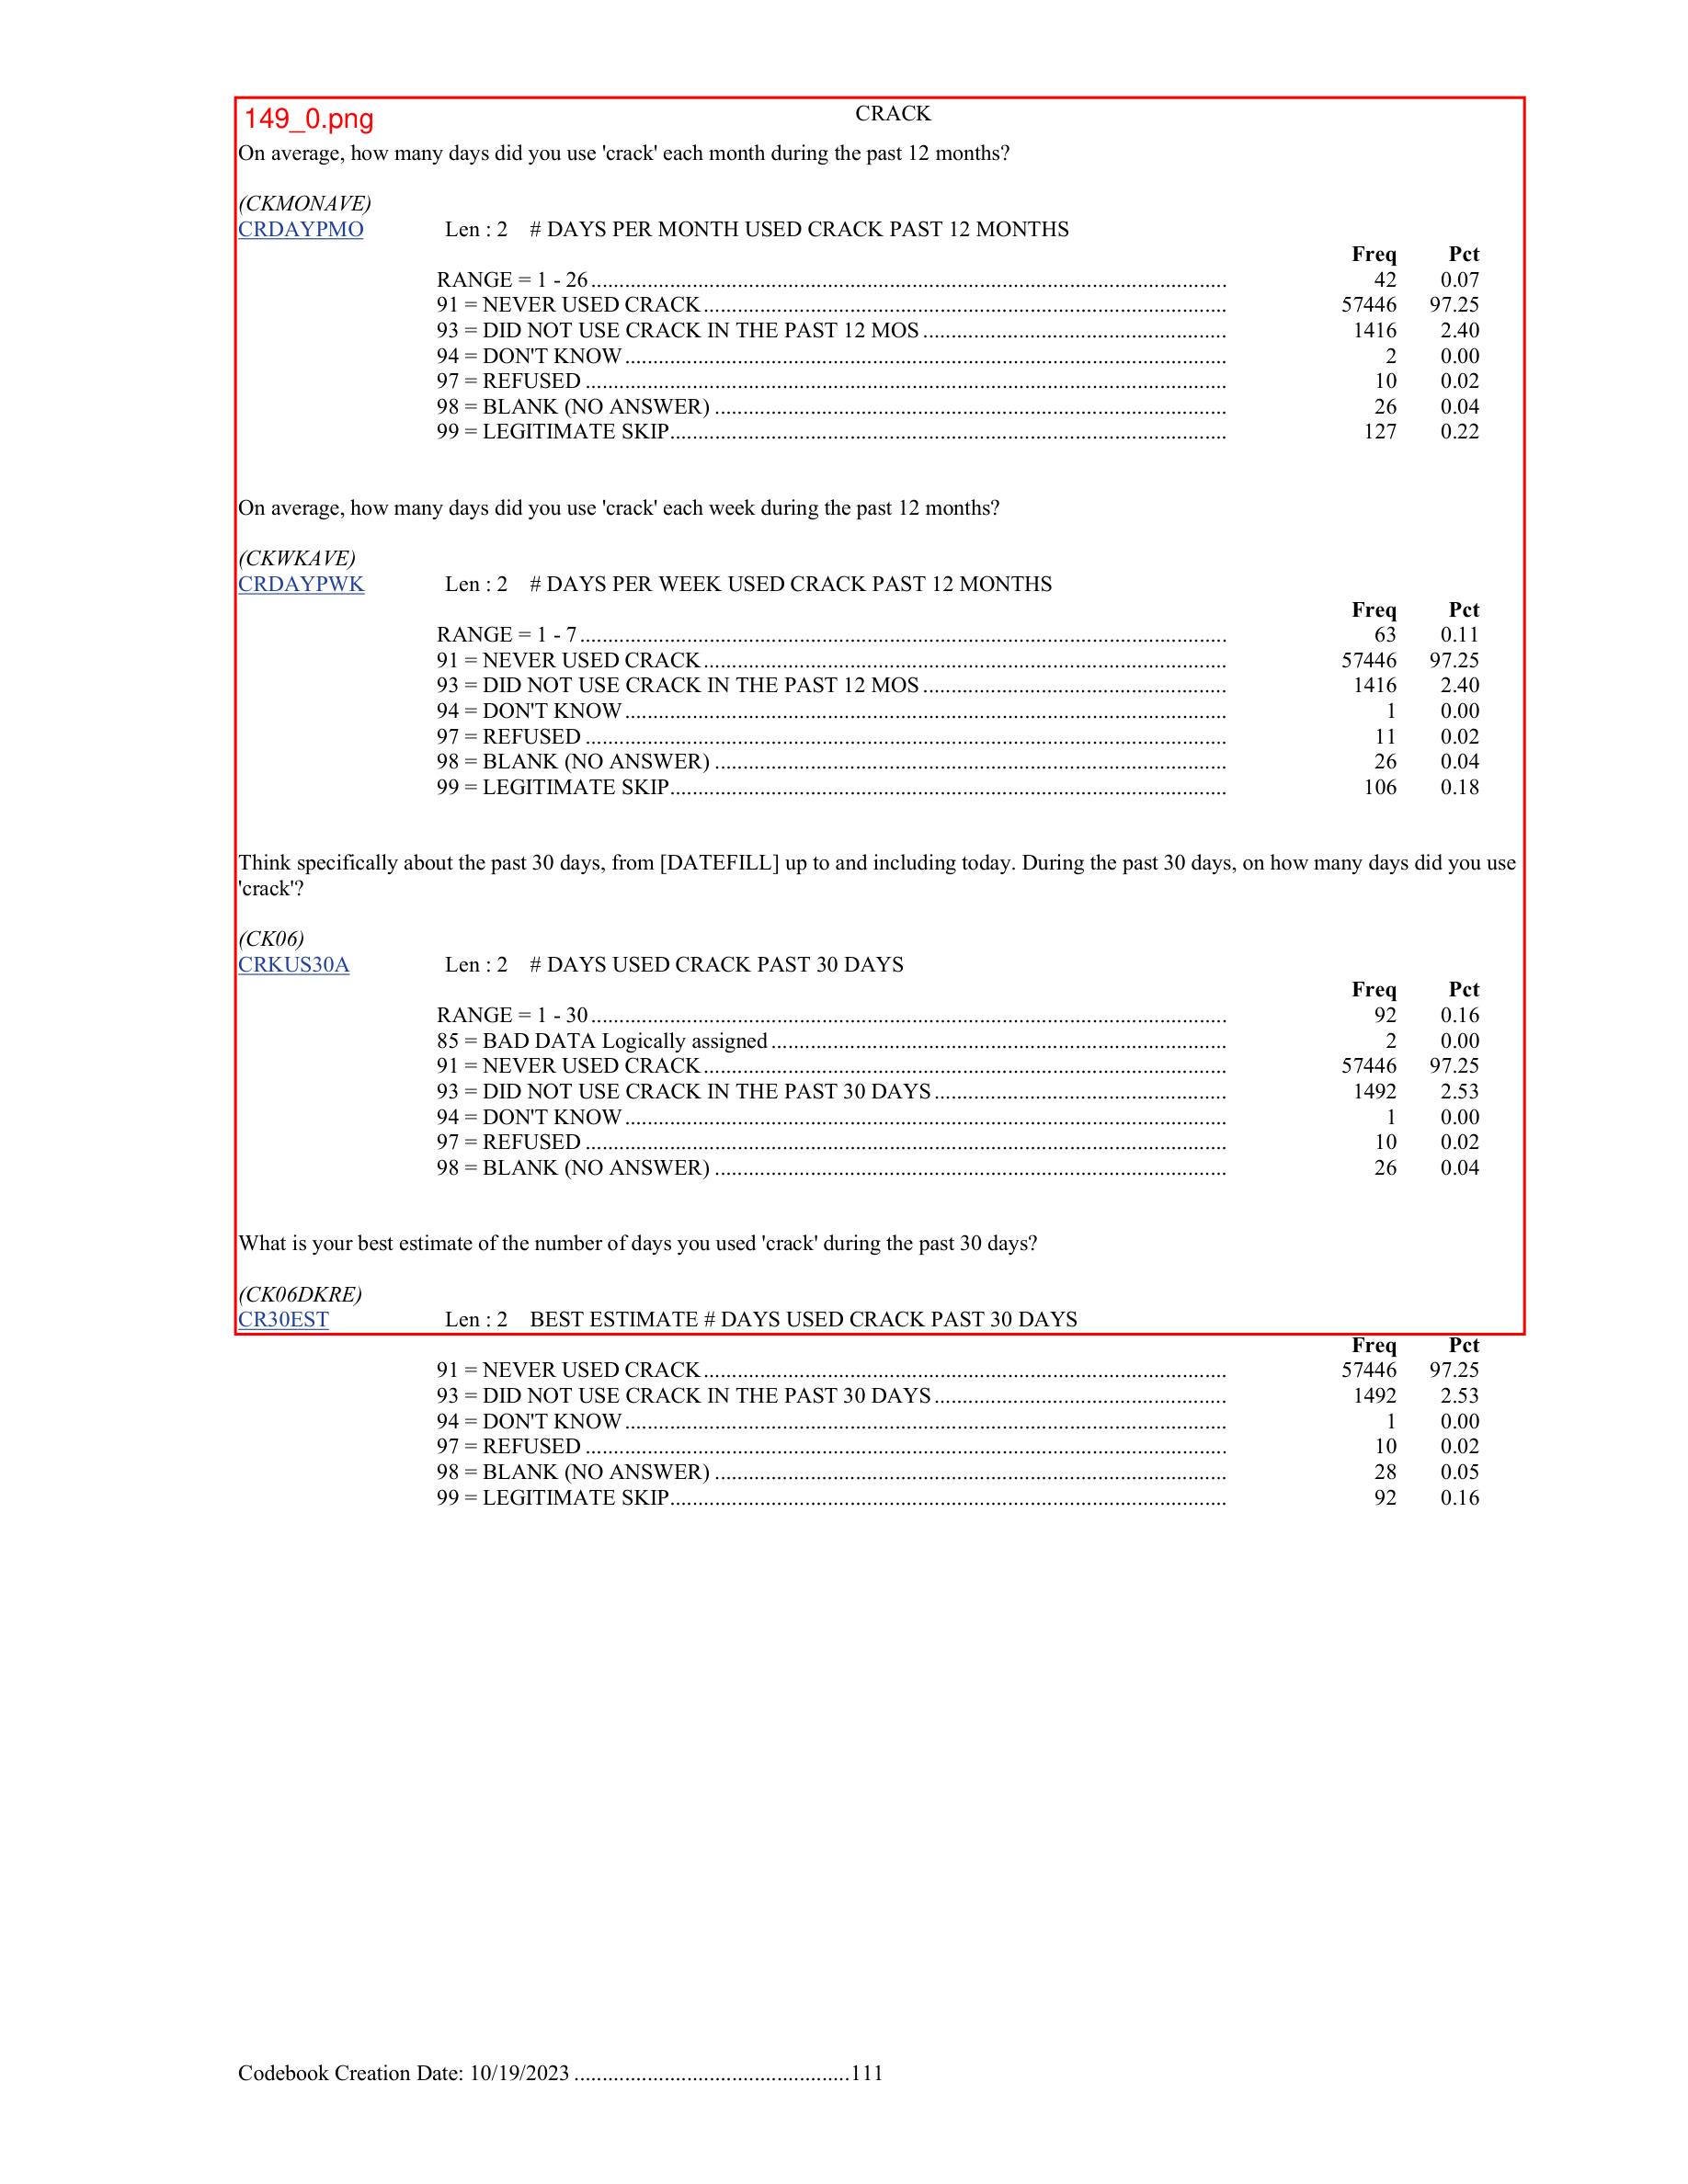 149_0.png
CRACK
On average, how many days did you use 'crack' each month during the past 12 months?
(CKMONAVE)
CRDAYPMO Len : 2 # DAYS PER MONTH USED CRACK PAST 12 MONTHS
Freq Pct
RANGE = 1 - 26 ................ 42 0.07
91 = NEVER USED CRACK ................ 57446 97.25
93 = DID NOT USE CRACK IN THE PAST 12 MOS ................ 1416 2.40
94 = DON'T KNOW ................ 2 0.00
97 = REFUSED ................ 10 0.02
98 = BLANK (NO ANSWER) ................ 26 0.04
99 = LEGITIMATE SKIP ................ 127 0.22
On average, how many days did you use 'crack' each week during the past 12 months?
(CKWKAVE)
CRDAYPWK Len : 2 # DAYS PER WEEK USED CRACK PAST 12 MONTHS
Freq Pct
RANGE = 1 - 7 ................ 63 0.11
91 = NEVER USED CRACK ................ 57446 97.25
93 = DID NOT USE CRACK IN THE PAST 12 MOS ................ 1416 2.40
94 = DON'T KNOW ................ 1 0.00
97 = REFUSED ................ 11 0.02
98 = BLANK (NO ANSWER) ................ 26 0.04
99 = LEGITIMATE SKIP ................ 106 0.18
Think specifically about the past 30 days, from [DATEFILL] up to and including today. During the past 30 days, on how many days did you use
'crack'?
(CK06)
CRKUS30A Len : 2 # DAYS USED CRACK PAST 30 DAYS
Freq Pct
RANGE = 1 - 30 ................ 92 0.16
85 = BAD DATA Logically assigned ................ 2 0.00
91 = NEVER USED CRACK ................ 57446 97.25
93 = DID NOT USE CRACK IN THE PAST 30 DAYS ................ 1492 2.53
94 = DON'T KNOW ................ 1 0.00
97 = REFUSED ................ 10 0.02
98 = BLANK (NO ANSWER) ................ 26 0.04
What is your best estimate of the number of days you used 'crack' during the past 30 days?
(CK06DKRE)
CR30EST Len : 2 BEST ESTIMATE # DAYS USED CRACK PAST 30 DAYS
Freq Pct
91 = NEVER USED CRACK ................ 57446 97.25
93 = DID NOT USE CRACK IN THE PAST 30 DAYS ................ 1492 2.53
94 = DON'T KNOW ................ 1 0.00
97 = REFUSED ................ 10 0.02
98 = BLANK (NO ANSWER) ................ 28 0.05
99 = LEGITIMATE SKIP ................ 92 0.16
Codebook Creation Date: 10/19/2023 ................ 111